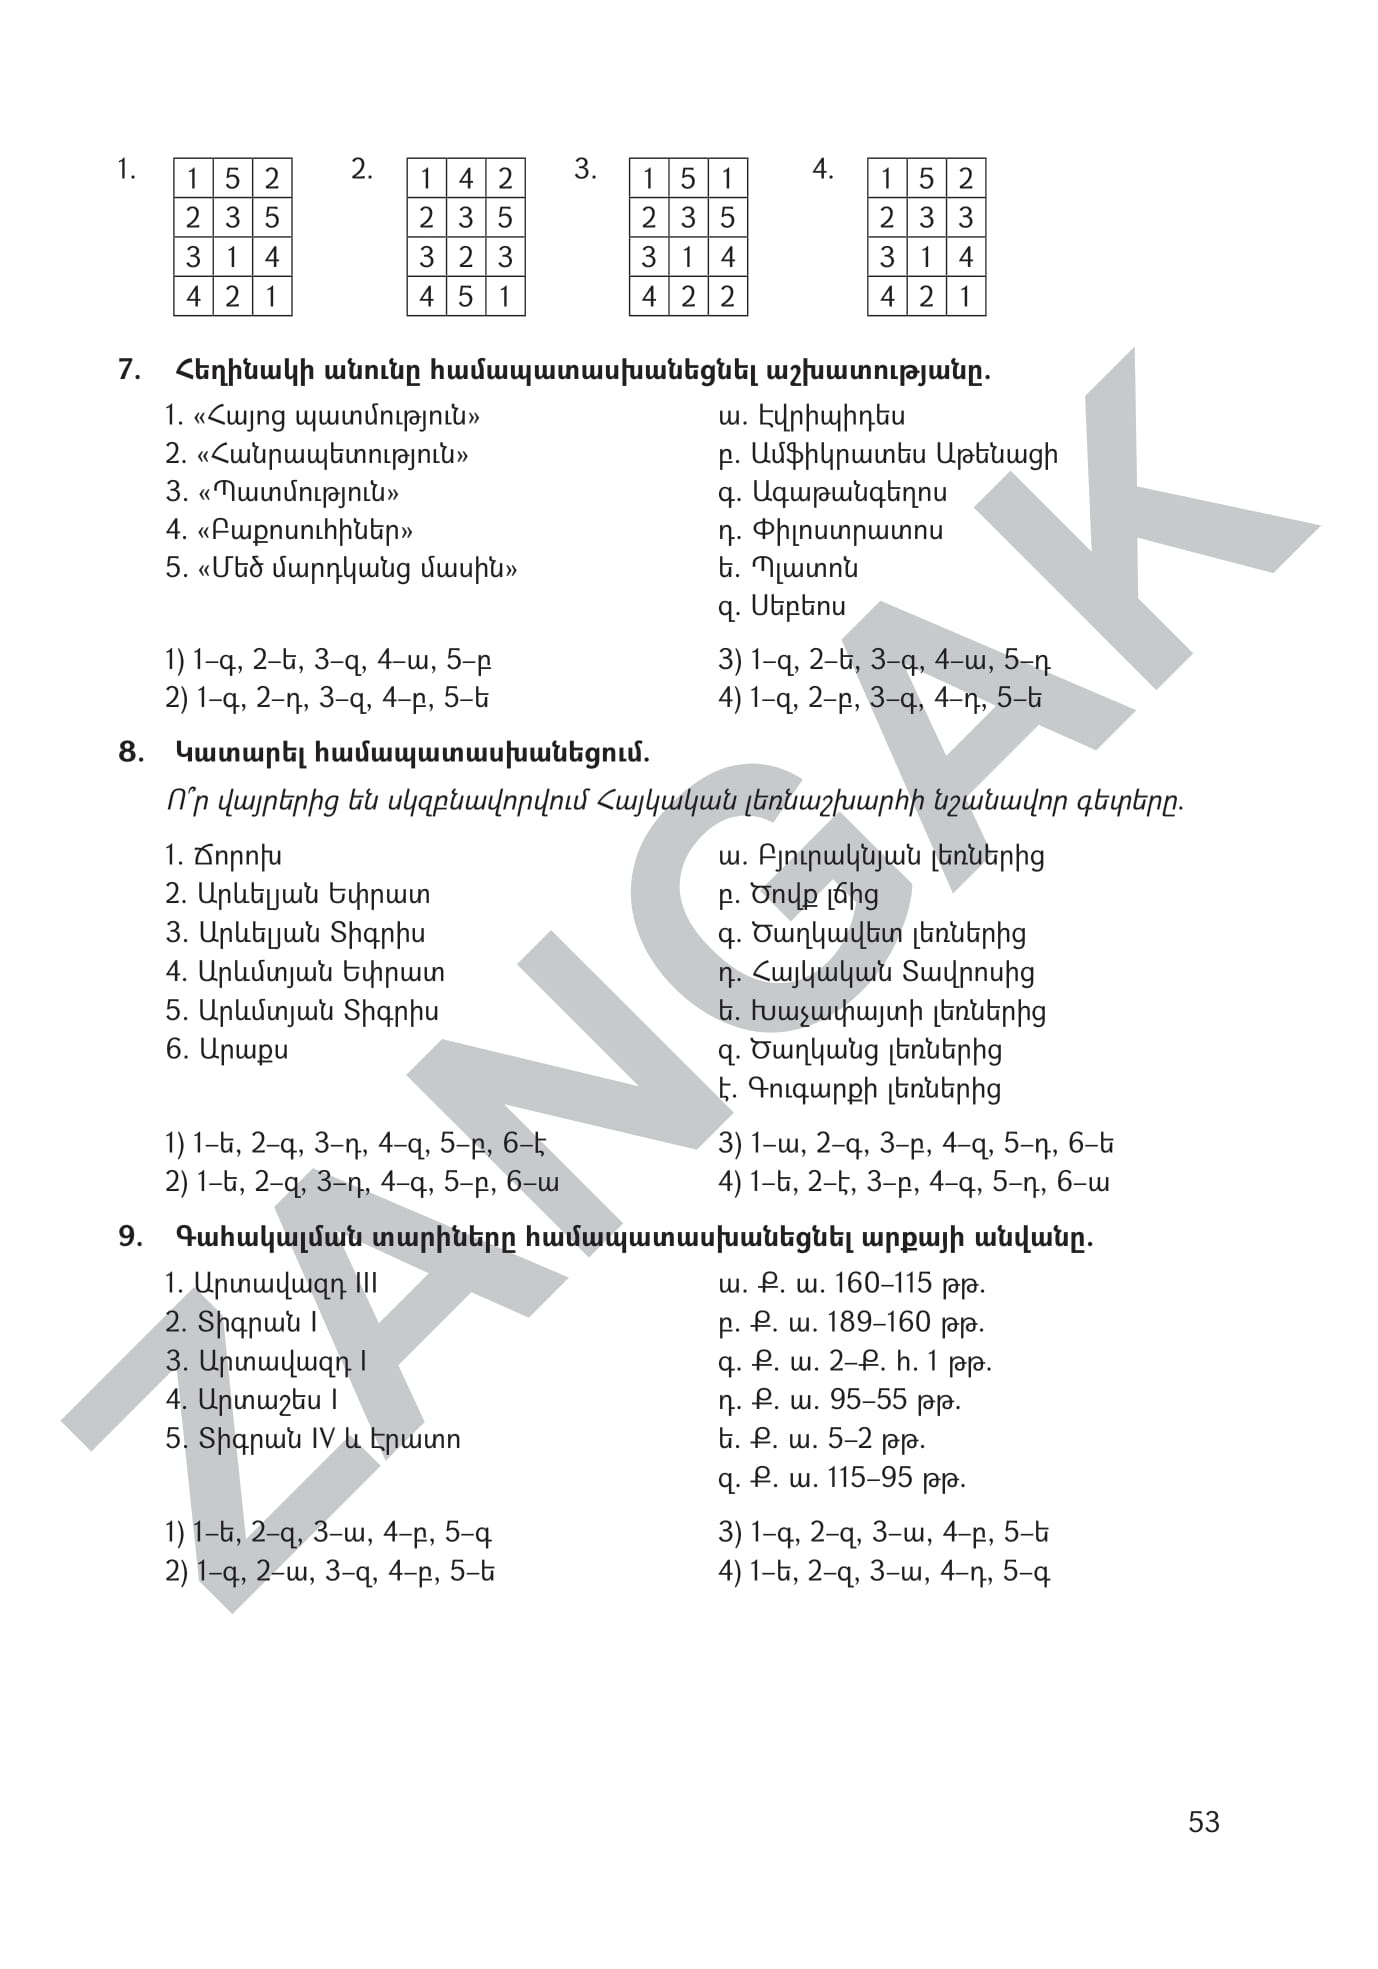 1. 2. 3. 4.
1 5 2 1 4 2 1 5 1 1 5 2
2 3 5 2 3 5 2 3 5 2 3 3
3 1 4 3 2 3 3 1 4 3 1 4
4 2 1 4 5 1 4 2 2 4 2 1
7. Հեղինակի անունը համապատասխանեցնել աշխատությանը.
1. «Հայոց պատմություն» ա. Էվրիպիդես
2. «Հանրապետություն» բ. Ամֆիկրատես Աթենացի
3. «Պատմություն» գ. Ագաթանգեղոս
4. «Բաքոսուհիներ» դ. Փիլոստրատոս
5. «Մեծ մարդկանց մասին» ե. Պլատոն
զ. Սեբեոս
1) 1–գ, 2–ե, 3–զ, 4–ա, 5–բ 3) 1–զ, 2–ե, 3–գ, 4–ա, 5–դ
2) 1–գ, 2–դ, 3–զ, 4–բ, 5–ե 4) 1–զ, 2–բ, 3–գ, 4–դ, 5–ե
8. Կատարել համապատասխանեցում.
Ո՞ր վայրերից են սկզբնավորվում Հայկական լեռնաշխարհի նշանավոր գետերը.
1. Ճորոխ ա. Բյուրակնյան լեռներից
2. Արևելյան Եփրատ բ. Ծովք լճից
3. Արևելյան Տիգրիս գ. Ծաղկավետ լեռներից
4. Արևմտյան Եփրատ դ. Հայկական Տավրոսից
5. Արևմտյան Տիգրիս ե. Խաչափայտի լեռներից
6. Արաքս զ. Ծաղկանց լեռներից
է. Գուգարքի լեռներից
1) 1–ե, 2–գ, 3–դ, 4–զ, 5–բ, 6–է 3) 1–ա, 2–գ, 3–բ, 4–զ, 5–դ, 6–ե
2) 1–ե, 2–զ, 3–դ, 4–գ, 5–բ, 6–ա 4) 1–ե, 2–է, 3–բ, 4–գ, 5–դ, 6–ա
9. Գահակալման տարիները համապատասխանեցնել արքայի անվանը.
1. Արտավազդ III ա. Ք. ա. 160–115 թթ.
2. Տիգրան I բ. Ք. ա. 189–160 թթ.
3. Արտավազդ I գ. Ք. ա. 2–Ք. հ. 1 թթ.
4. Արտաշես I դ. Ք. ա. 95–55 թթ.
5. Տիգրան IV և Էրատո ե. Ք. ա. 5–2 թթ.
զ. Ք. ա. 115–95 թթ.
1) 1–ե, 2–զ, 3–ա, 4–բ, 5–գ 3) 1–գ, 2–զ, 3–ա, 4–բ, 5–ե
2) 1–գ, 2–ա, 3–զ, 4–բ, 5–ե 4) 1–ե, 2–զ, 3–ա, 4–դ, 5–գ
53
ZANGAK